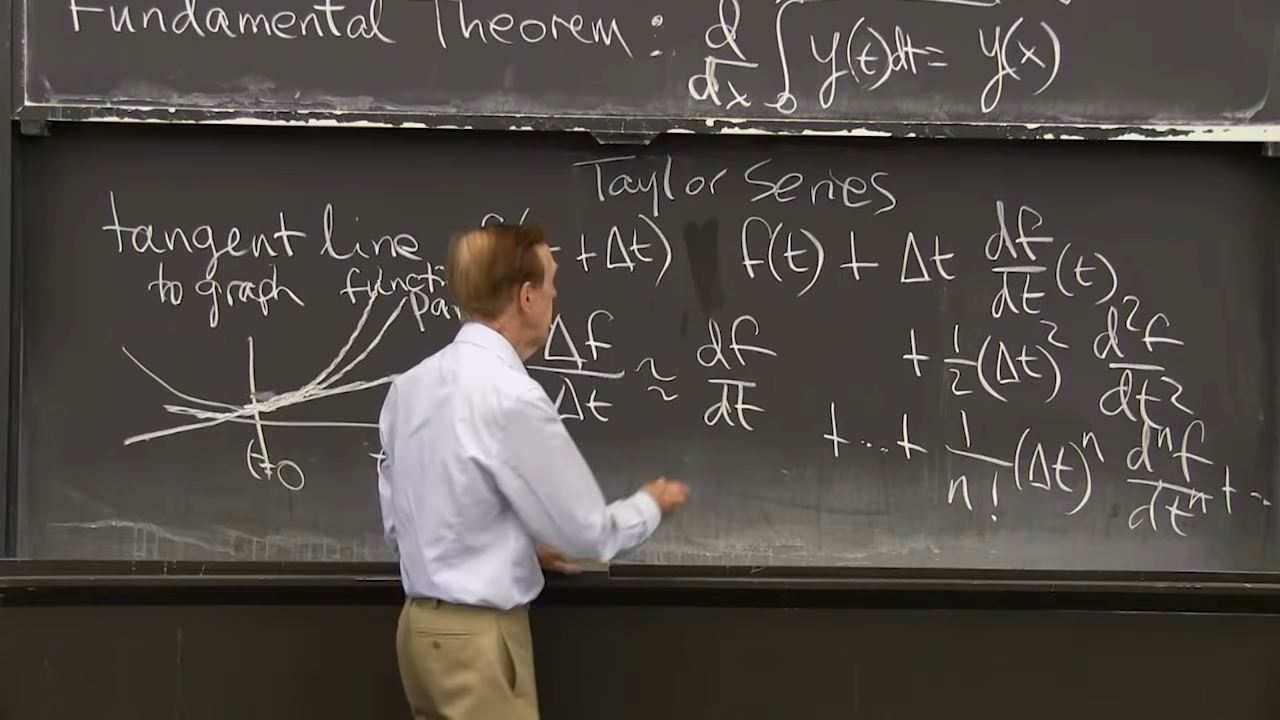 Fundamental Theorem : d/dx ∫₀ y(t)dt = y(x)
Taylor Series
tangent line
to graph
+Δt) f(t) + Δt df/dt (t)
Δf/Δt ≈ df/dt + 1/2 (Δt)² d²f/dt²
+ ... + 1/n! (Δt)ⁿ dⁿf/dtⁿ + ..
0